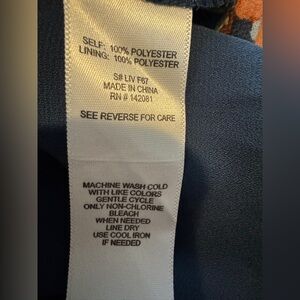 SELF: 100% POLYESTER
LINING: 100% POLYESTER
S# LIV F67
MADE IN CHINA
RN # 142081
SEE REVERSE FOR CARE
MACHINE WASH COLD
WITH LIKE COLORS
GENTLE CYCLE
ONLY NON-CHLORINE
BLEACH
WHEN NEEDED
LINE DRY
USE COOL IRON
IF NEEDED